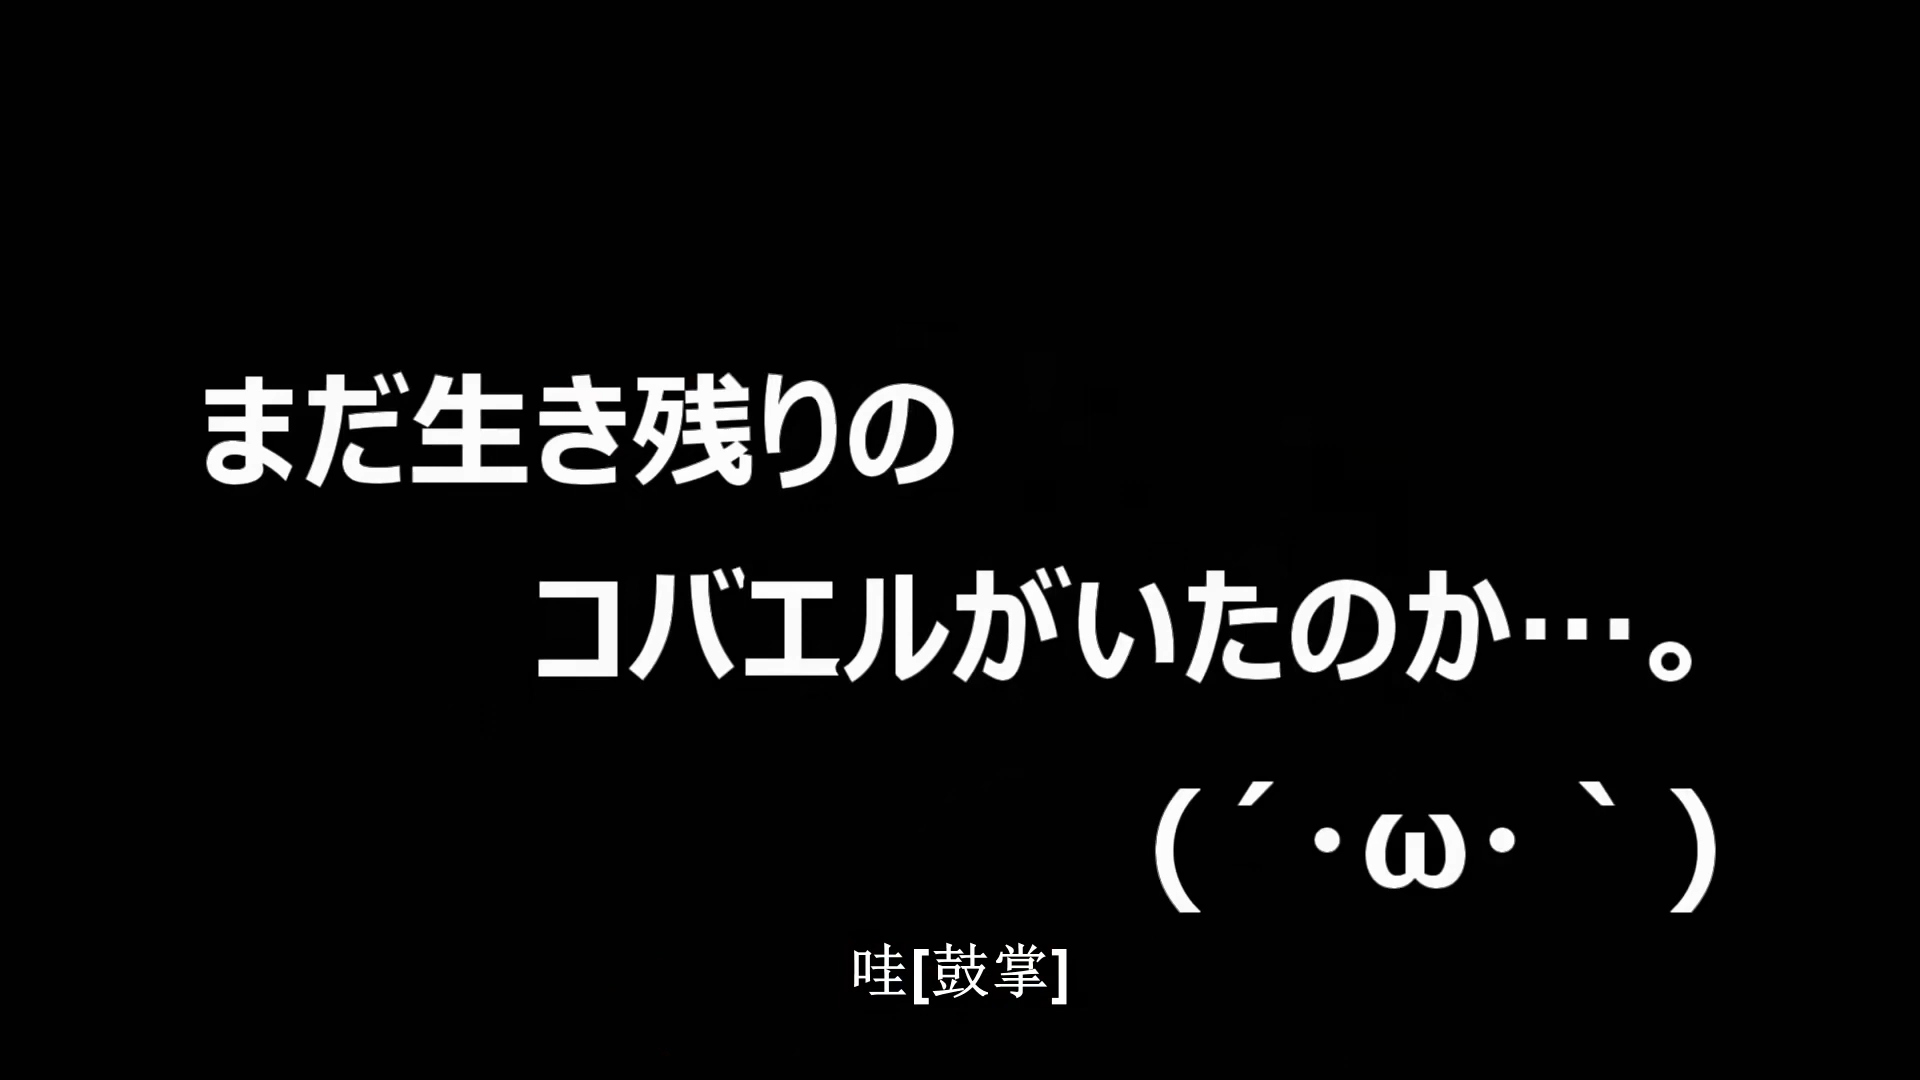 まだ生き残りの
コバエルがいたのか…。
(´･ω･｀)
哇[鼓掌]